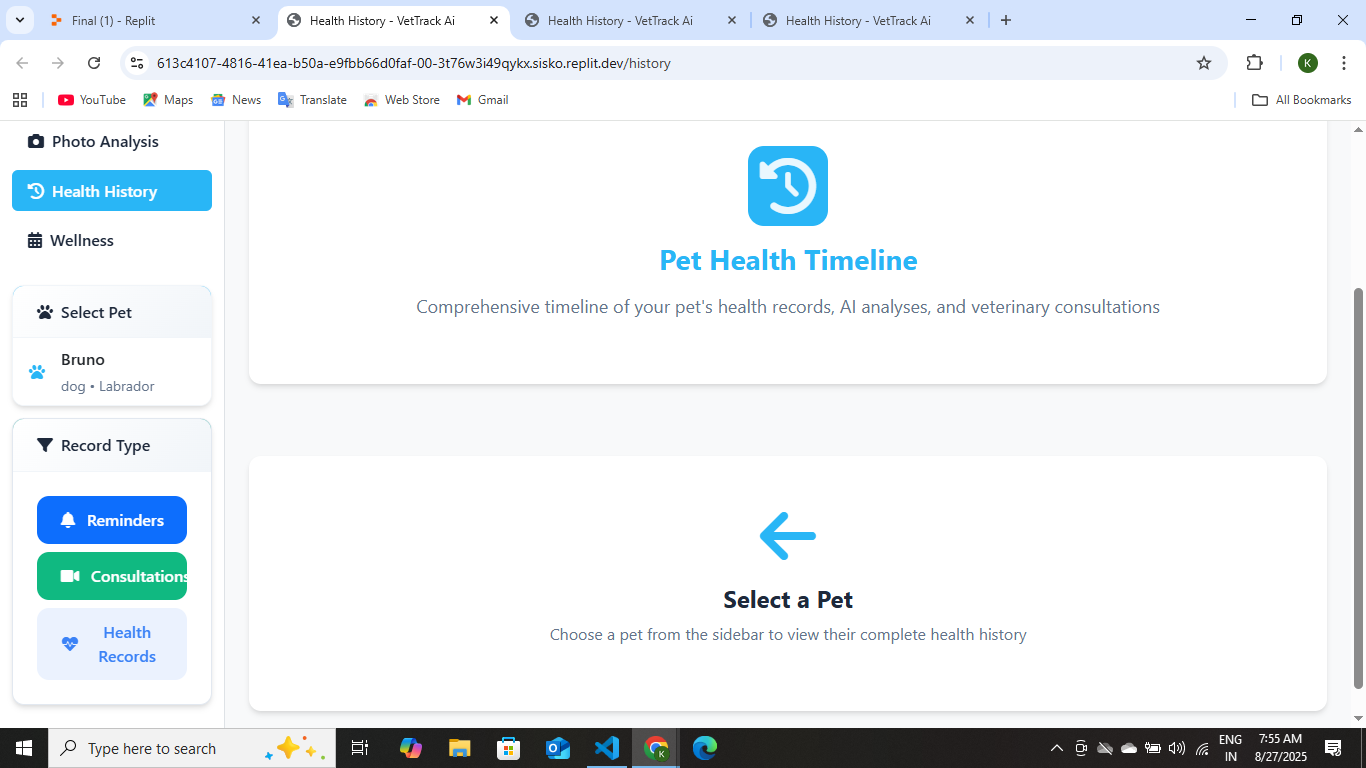 Final (1) - Replit
Health History - VetTrack Ai
Health History - VetTrack Ai
Health History - VetTrack Ai
613c4107-4816-41ea-b50a-e9fbb66d0faf-00-3t76w3i49qykx.sisko.replit.dev/history
K
YouTube
Maps
News
Translate
Web Store
Gmail
All Bookmarks
Photo Analysis
Health History
Wellness
Select Pet
Bruno
dog • Labrador
Record Type
Reminders
Consultations
Health
Records
Pet Health Timeline
Comprehensive timeline of your pet's health records, AI analyses, and veterinary consultations
Select a Pet
Choose a pet from the sidebar to view their complete health history
Type here to search
K
ENG
IN
7:55 AM
8/27/2025